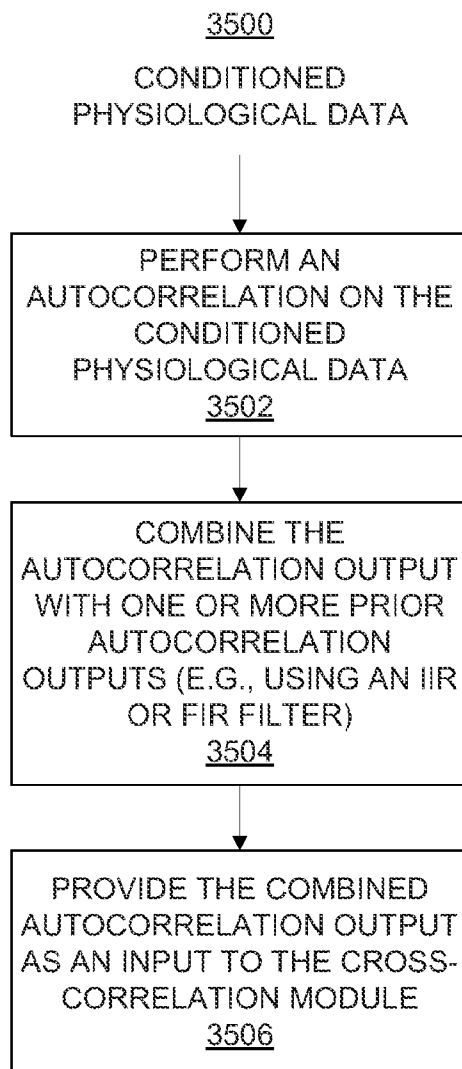 3500
CONDITIONED
PHYSIOLOGICAL DATA
PERFORM AN
AUTOCORRELATION ON THE
CONDITIONED
PHYSIOLOGICAL DATA
3502
COMBINE THE
AUTOCORRELATION OUTPUT
WITH ONE OR MORE PRIOR
AUTOCORRELATION
OUTPUTS (E.G., USING AN IIR
OR FIR FILTER)
3504
PROVIDE THE COMBINED
AUTOCORRELATION OUTPUT
AS AN INPUT TO THE CROSS-
CORRELATION MODULE
3506